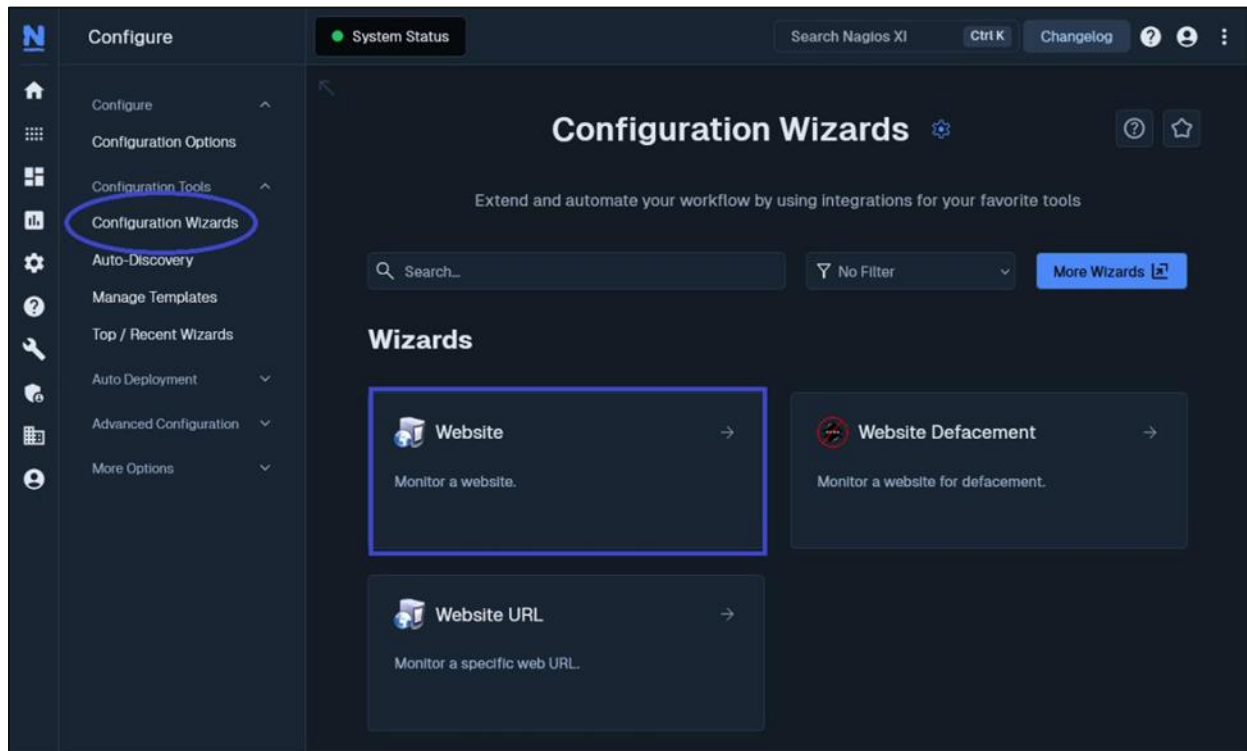 N
Configure
System Status
Search Nagios XI
Ctrl K
Changelog
Configure
Configuration Options
Configuration Tools
Configuration Wizards
Auto-Discovery
Manage Templates
Top / Recent Wizards
Auto Deployment
Advanced Configuration
More Options
Configuration Wizards
Extend and automate your workflow by using integrations for your favorite tools
Search...
No Filter
More Wizards
Wizards
Website
Monitor a website.
Website Defacement
Monitor a website for defacement.
Website URL
Monitor a specific web URL.